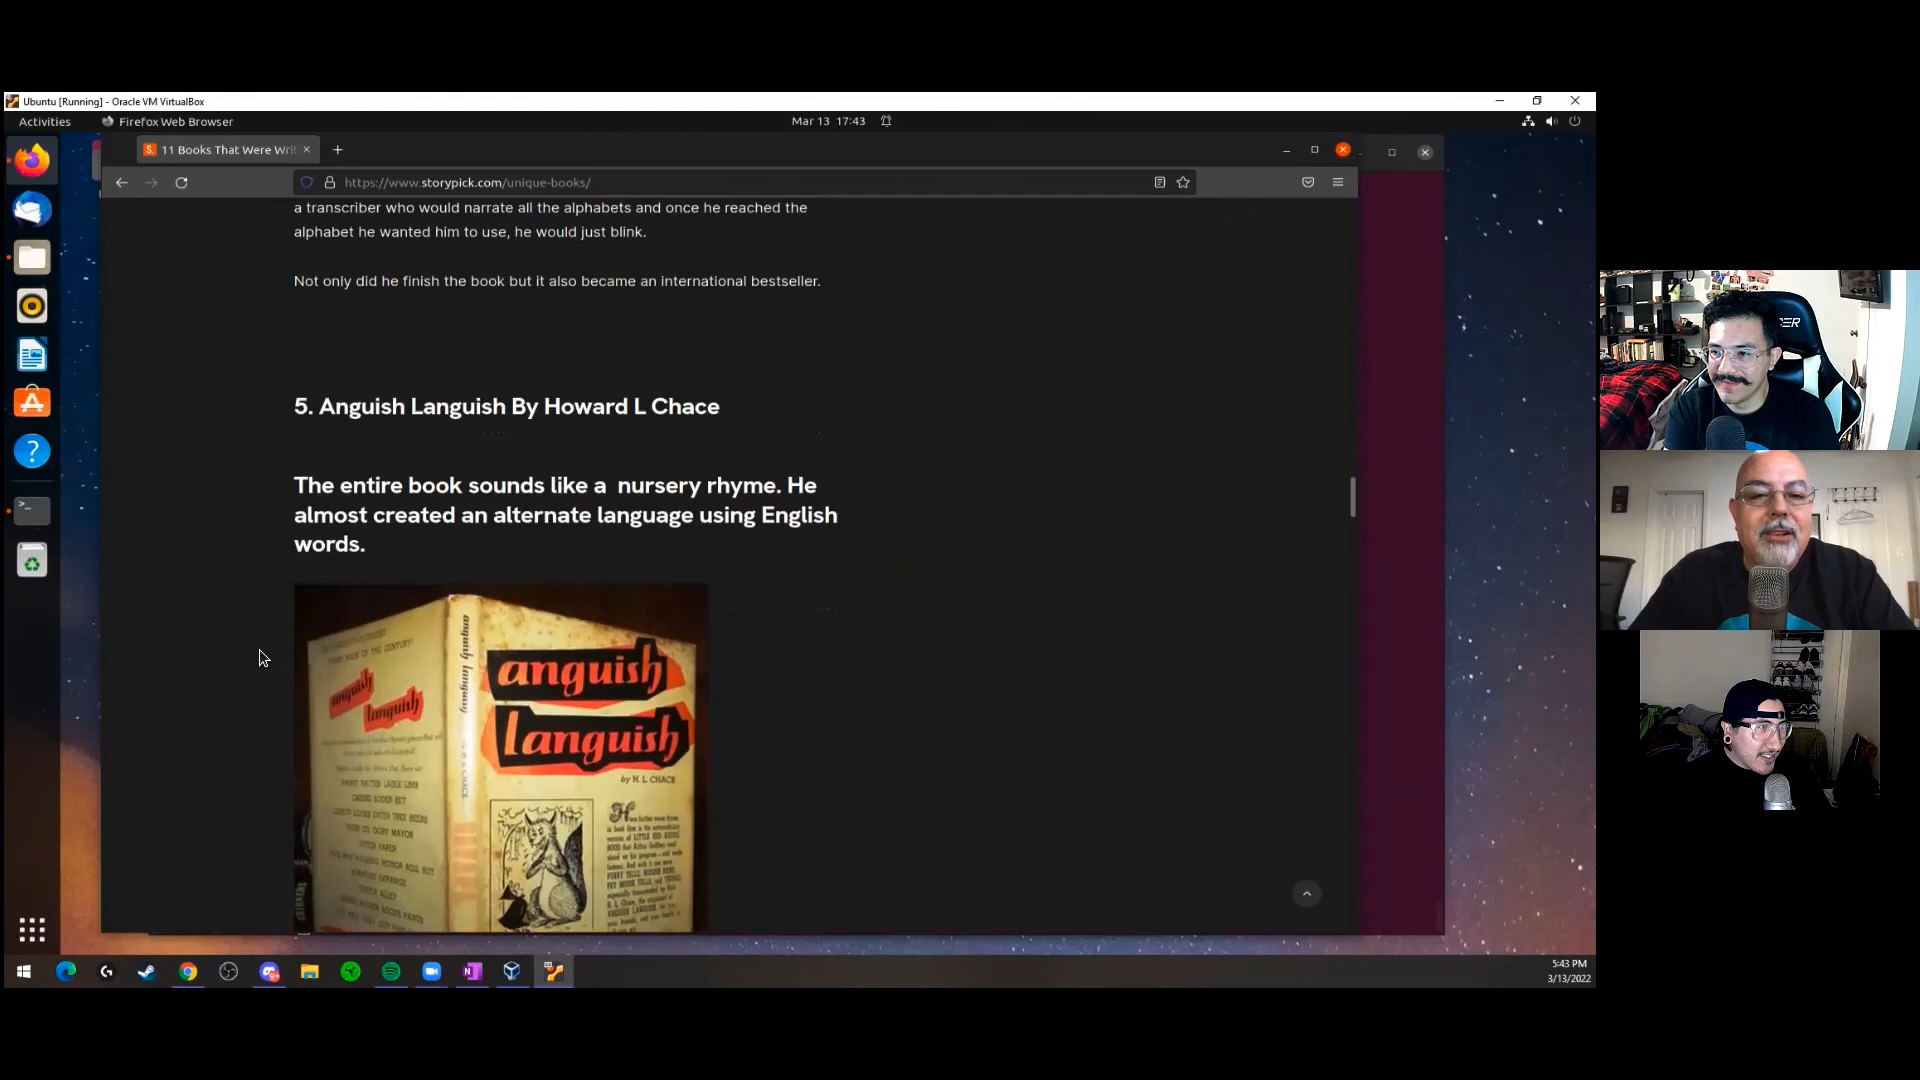 Ubuntu [Running] - Oracle VM VirtualBox
Activities
Firefox Web Browser
Mar 13 17:43
11 Books That Were Writ
https://www.storypick.com/unique-books/
a transcriber who would narrate all the alphabets and once he reached the
alphabet he wanted him to use, he would just blink.
Not only did he finish the book but it also became an international bestseller.
5. Anguish Languish By Howard L Chace
The entire book sounds like a nursery rhyme. He
almost created an alternate language using English
words.
anguish
languish
anguish languish
anguish
languish
by H. L. CHACE
5:43 PM
3/13/2022